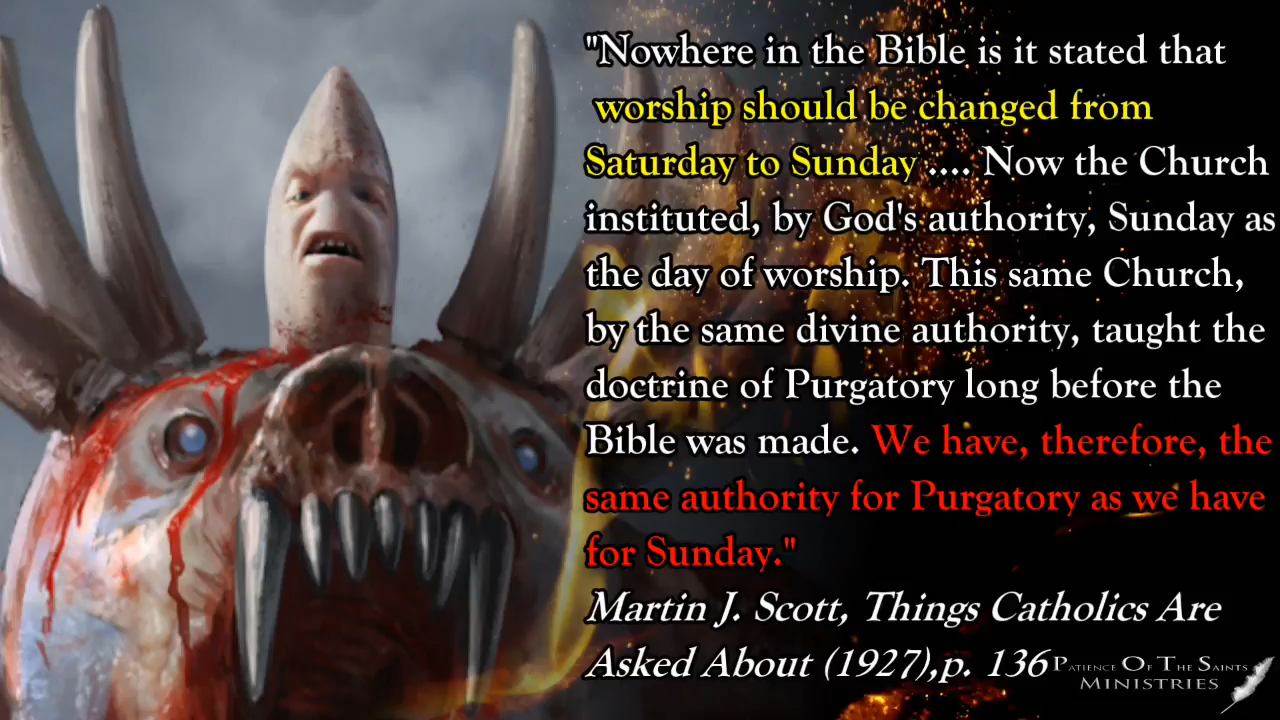 "Nowhere in the Bible is it stated that
worship should be changed from
Saturday to Sunday .... Now the Church
instituted, by God's authority, Sunday as
the day of worship. This same Church,
by the same divine authority, taught the
doctrine of Purgatory long before the
Bible was made. We have, therefore, the
same authority for Purgatory as we have
for Sunday."
Martin J. Scott, Things Catholics Are
Asked About (1927),p. 136
Patience Of The Saints
Ministries